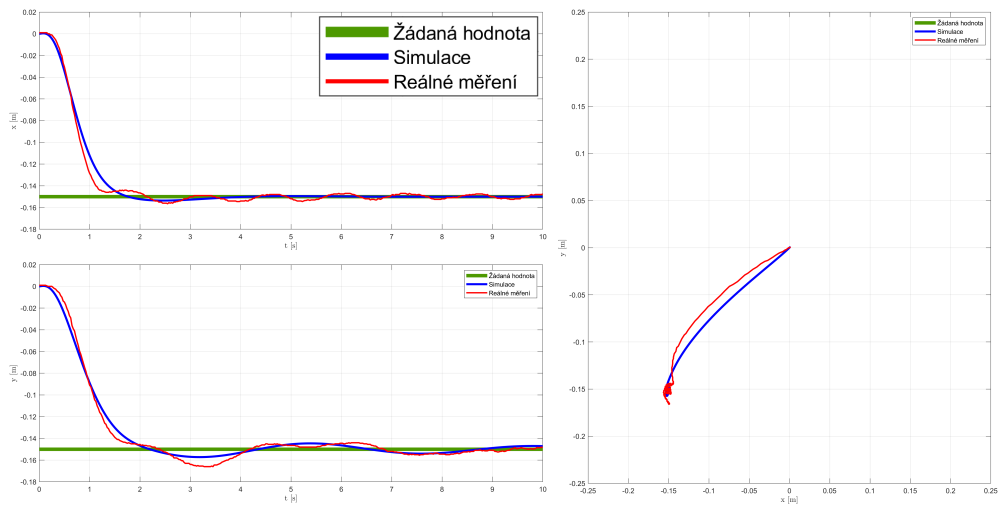 0.02
0
-0.02
-0.04
-0.06
-0.08
-0.1
-0.12
-0.14
-0.16
-0.18
x [m]
0 1 2 3 4 5 6 7 8 9 10
t [s]
Žádaná hodnota
Simulace
Reálné měření
0.02
0
-0.02
-0.04
-0.06
-0.08
-0.1
-0.12
-0.14
-0.16
-0.18
y [m]
0 1 2 3 4 5 6 7 8 9 10
t [s]
Žádaná hodnota
Simulace
Reálné měření
0.25
0.2
0.15
0.1
0.05
0
-0.05
-0.1
-0.15
-0.2
-0.25
y [m]
-0.25 -0.2 -0.15 -0.1 -0.05 0 0.05 0.1 0.15 0.2 0.25
x [m]
Žádaná hodnota
Simulace
Reálné měření